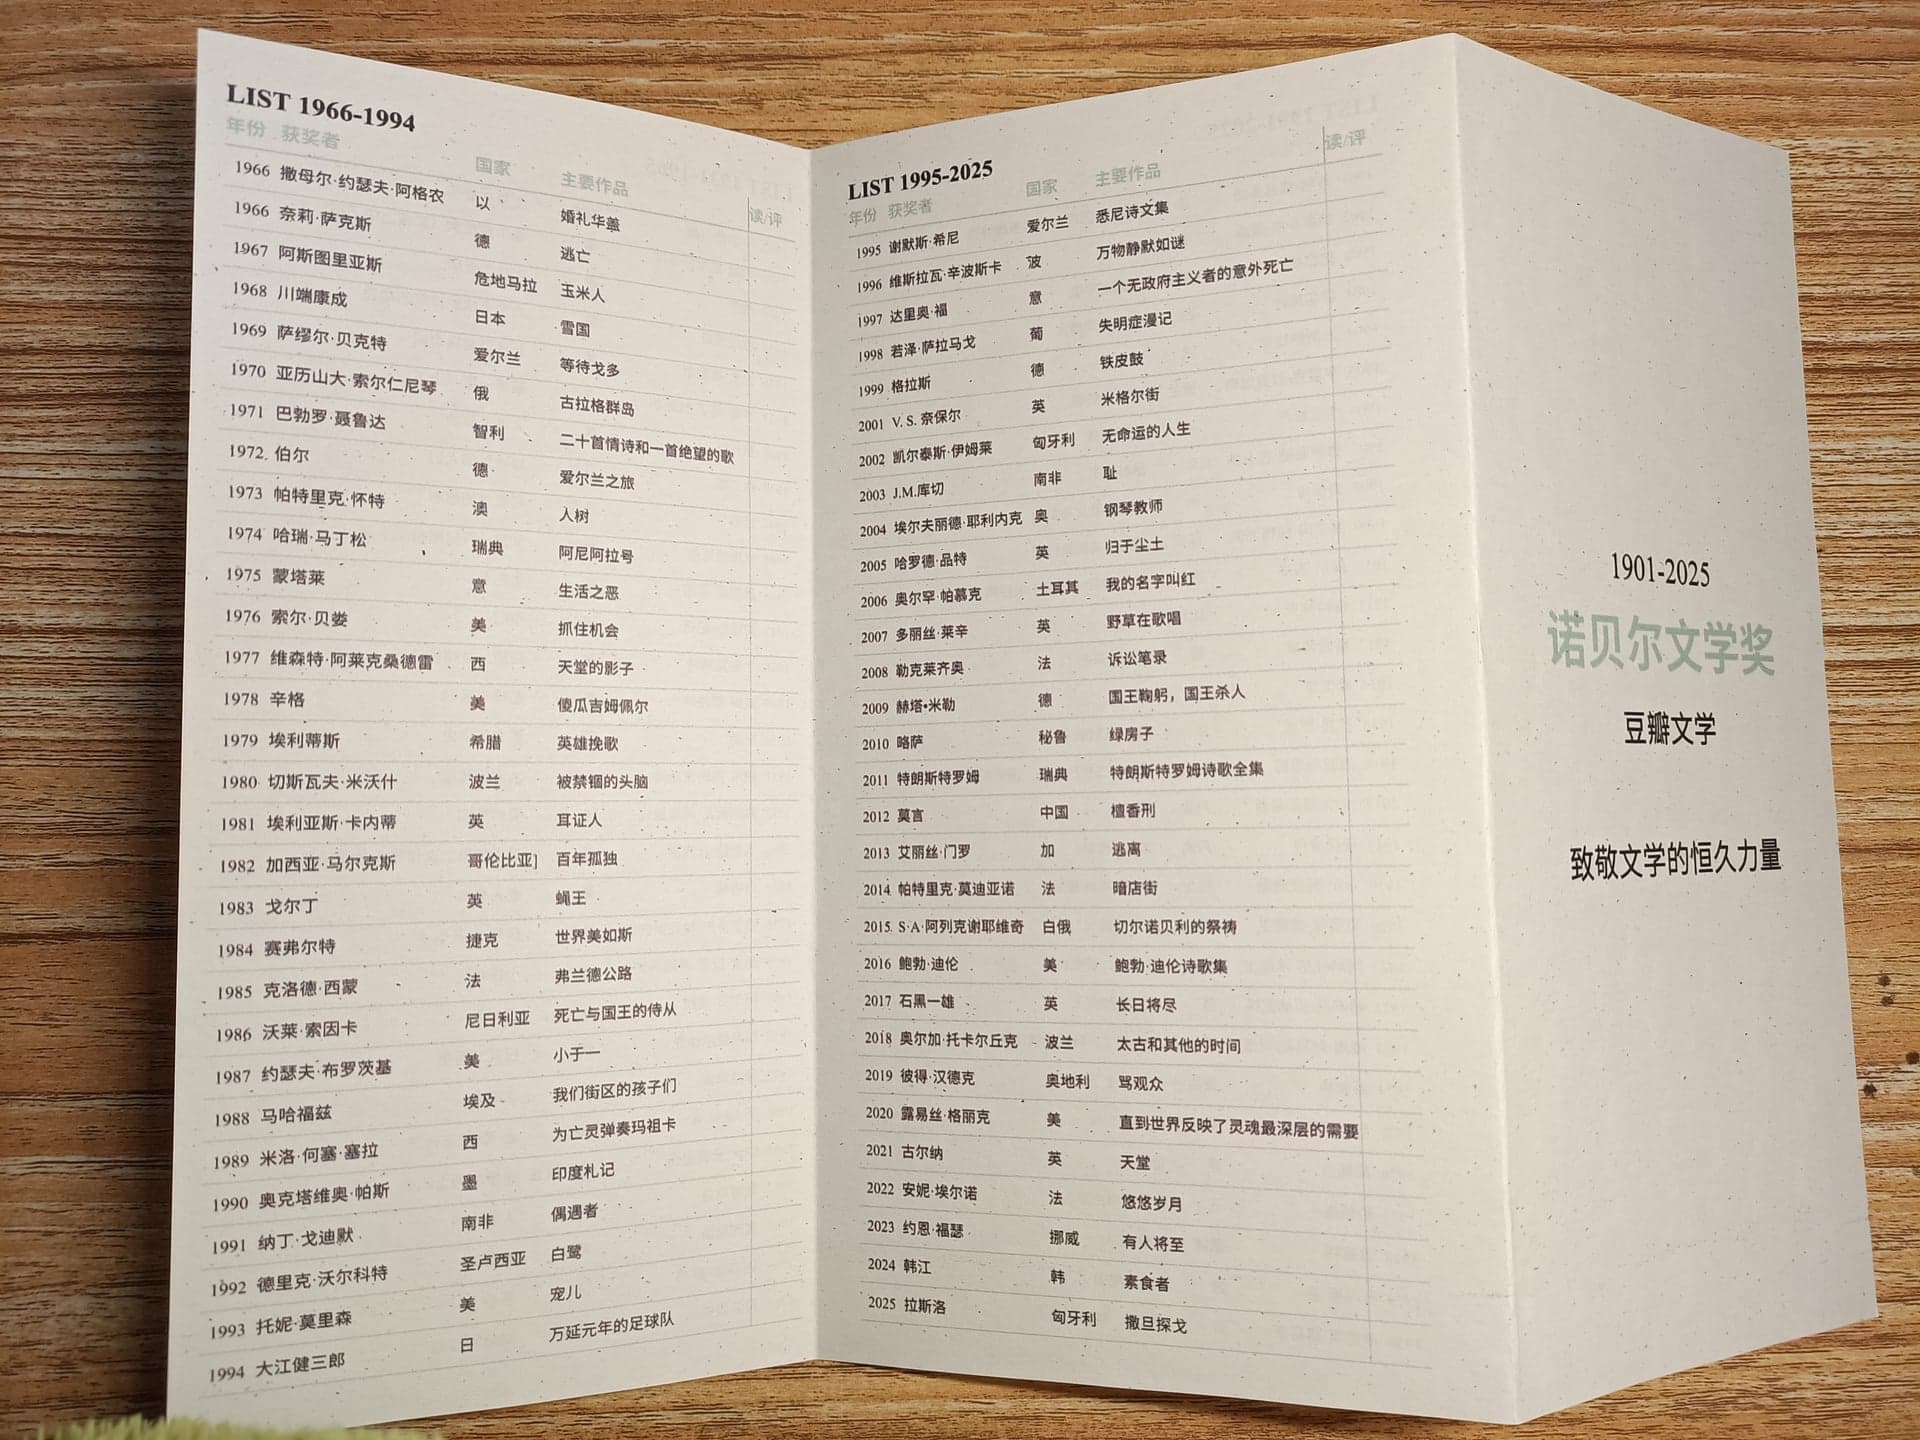 LIST 1966-1994
年份 获奖者 国家 主要作品 读/评
1966 撒母尔·约瑟夫·阿格农 以 婚礼华盖
1966 奈莉·萨克斯 德 逃亡
1967 阿斯图里亚斯 危地马拉 玉米人
1968 川端康成 日本 雪国
1969 萨缪尔·贝克特 爱尔兰 等待戈多
1970 亚历山大·索尔仁尼琴 俄 古拉格群岛
1971 巴勃罗·聂鲁达 智利 二十首情诗和一首绝望的歌
1972 伯尔 德 爱尔兰之旅
1973 帕特里克·怀特 澳 人树
1974 哈瑞·马丁松 瑞典 阿尼阿拉号
1975 蒙塔莱 意 生活之恶
1976 索尔·贝娄 美 抓住机会
1977 维森特·阿莱克桑德雷 西 天堂的影子
1978 辛格 美 傻瓜吉姆佩尔
1979 埃利蒂斯 希腊 英雄挽歌
1980 切斯瓦夫·米沃什 波兰 被禁锢的头脑
1981 埃利亚斯·卡内蒂 英 耳证人
1982 加西亚·马尔克斯 哥伦比亚] 百年孤独
1983 戈尔丁 英 蝇王
1984 赛弗尔特 捷克 世界美如斯
1985 克洛德·西蒙 法 弗兰德公路
1986 沃莱·索因卡 尼日利亚 死亡与国王的侍从
1987 约瑟夫·布罗茨基 美 小于一
1988 马哈福兹 埃及 我们街区的孩子们
1989 米洛·何塞·塞拉 西 为亡灵弹奏玛祖卡
1990 奥克塔维奥·帕斯 墨 印度札记
1991 纳丁·戈迪默 南非 偶遇者
1992 德里克·沃尔科特 圣卢西亚 白鹭
1993 托妮·莫里森 美 宠儿
1994 大江健三郎 日 万延元年的足球队
LIST 1995-2025
年份 获奖者 国家 主要作品 读/评
1995 谢默斯·希尼 爱尔兰 悉尼诗文集
1996 维斯拉瓦·辛波斯卡 波 万物静默如谜
1997 达里奥·福 意 一个无政府主义者的意外死亡
1998 若泽·萨拉马戈 葡 失明症漫记
1999 格拉斯 德 铁皮鼓
2001 V. S. 奈保尔 英 米格尔街
2002 凯尔泰斯·伊姆莱 匈牙利 无命运的人生
2003 J.M.库切 南非 耻
2004 埃尔夫丽德·耶利内克 奥 钢琴教师
2005 哈罗德·品特 英 归于尘土
2006 奥尔罕·帕慕克 土耳其 我的名字叫红
2007 多丽丝·莱辛 英 野草在歌唱
2008 勒克莱齐奥 法 诉讼笔录
2009 赫塔•米勒 德 国王鞠躬，国王杀人
2010 略萨 秘鲁 绿房子
2011 特朗斯特罗姆 瑞典 特朗斯特罗姆诗歌全集
2012 莫言 中国 檀香刑
2013 艾丽丝·门罗 加 逃离
2014 帕特里克·莫迪亚诺 法 暗店街
2015 S·A·阿列克谢耶维奇 白俄 切尔诺贝利的祭祷
2016 鲍勃·迪伦 美 鲍勃·迪伦诗歌集
2017 石黑一雄 英 长日将尽
2018 奥尔加·托卡尔丘克 波兰 太古和其他的时间
2019 彼得·汉德克 奥地利 骂观众
2020 露易丝·格丽克 美 直到世界反映了灵魂最深层的需要
2021 古尔纳 英 天堂
2022 安妮·埃尔诺 法 悠悠岁月
2023 约恩·福瑟 挪威 有人将至
2024 韩江 韩 素食者
2025 拉斯洛 匈牙利 撒旦探戈
1901-2025
诺贝尔文学奖
豆瓣文学
致敬文学的恒久力量